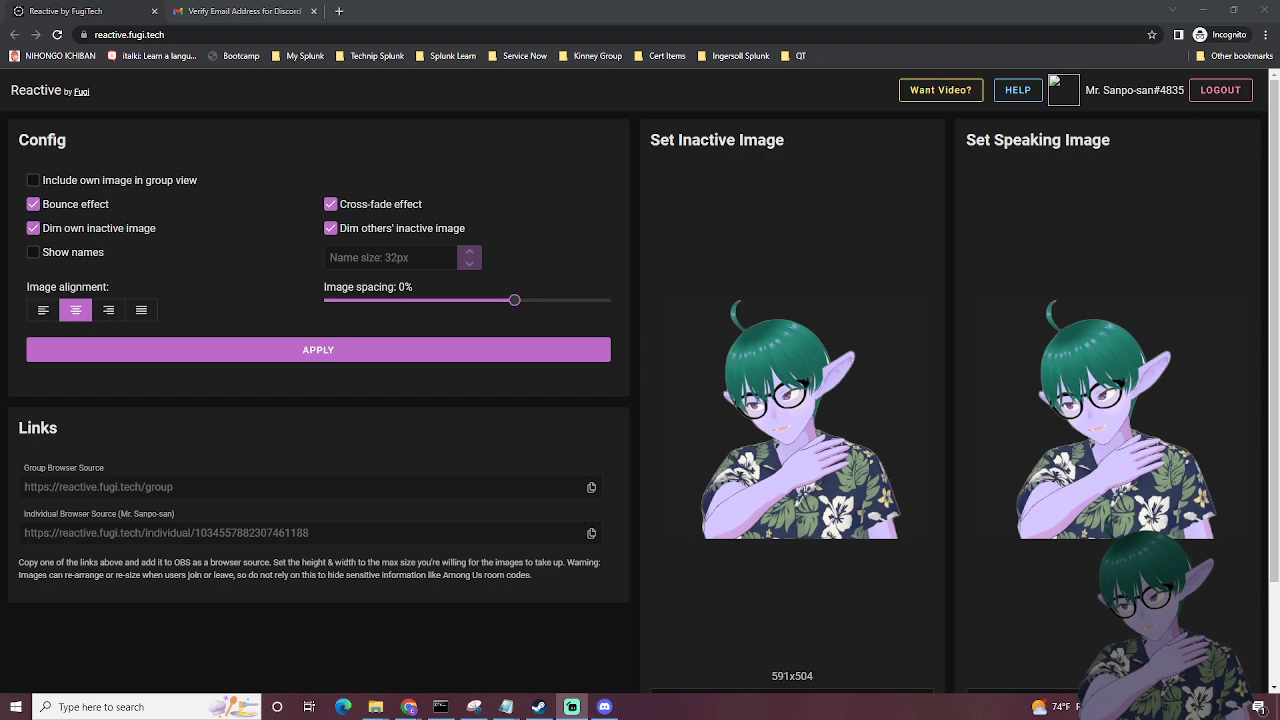 Reactive by FugiTech
Verify Email Address for Discord
reactive.fugi.tech
Incognito
NIHONGO ICHIBAN
italki: Learn a langu...
Bootcamp
My Splunk
Technip Splunk
Splunk Learn
Service Now
Kinney Group
Cert Items
Ingersoll Splunk
QT
Other bookmarks
Reactive by Fugi
Want Video?
HELP
Mr. Sanpo-san#4835
LOGOUT
Config
Include own image in group view
Bounce effect
Cross-fade effect
Dim own inactive image
Dim others' inactive image
Show names
Name size: 32px
Image alignment:
Image spacing: 0%
APPLY
Links
Group Browser Source
https://reactive.fugi.tech/group
Individual Browser Source (Mr. Sanpo-san)
https://reactive.fugi.tech/individual/1034557882307461188
Copy one of the links above and add it to OBS as a browser source. Set the height & width to the max size you're willing for the images to take up. Warning:
Images can re-arrange or re-size when users join or leave, so do not rely on this to hide sensitive information like Among Us room codes.
Set Inactive Image
591x504
Set Speaking Image
Type here to search
74°F